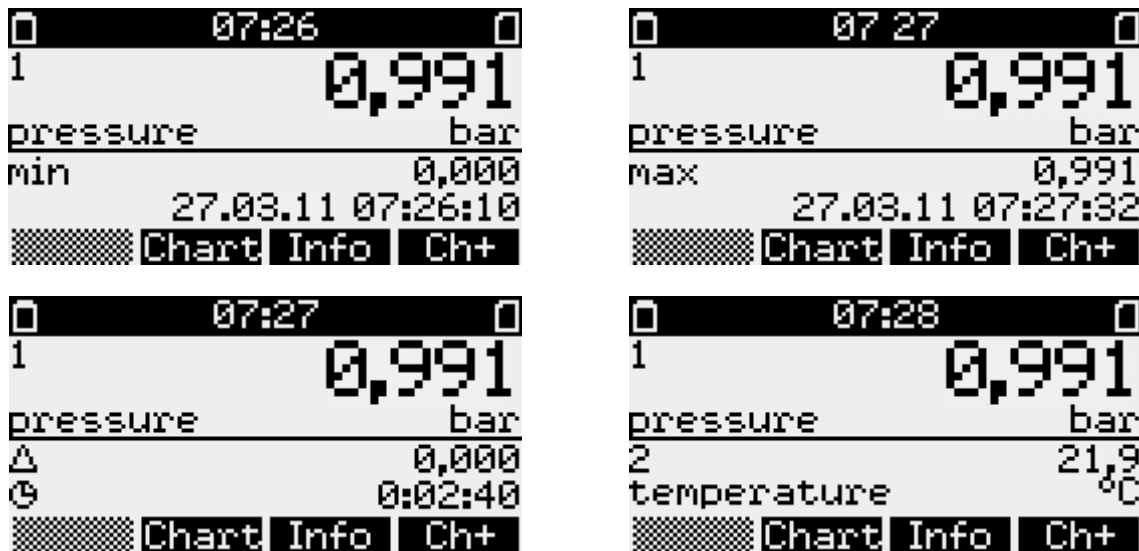 07:26
1 0,991
pressure bar
min 0,000
27.03.11 07:26:10
Chart Info Ch+
07 27
1 0,991
pressure bar
max 0,991
27.03.11 07:27:32
Chart Info Ch+
07:27
1 0,991
pressure bar
Δ 0,000
0:02:40
Chart Info Ch+
07:28
1 0,991
pressure bar
2 21,9
temperature °C
Chart Info Ch+